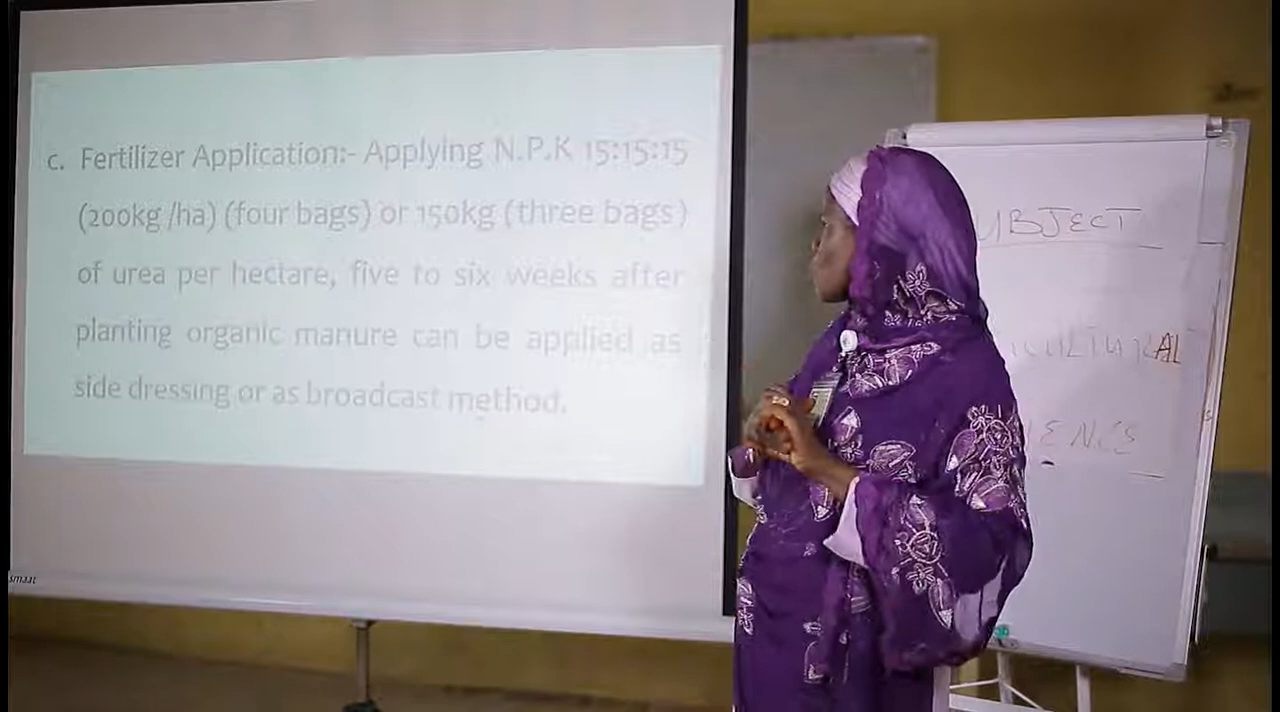 c. Fertilizer Application:- Applying N.P.K 15:15:15
(200kg /ha) (four bags) or 150kg (three bags)
of urea per hectare, five to six weeks after
planting organic manure can be applied as
side dressing or as broadcast method.
smaat
UBJECT
AL